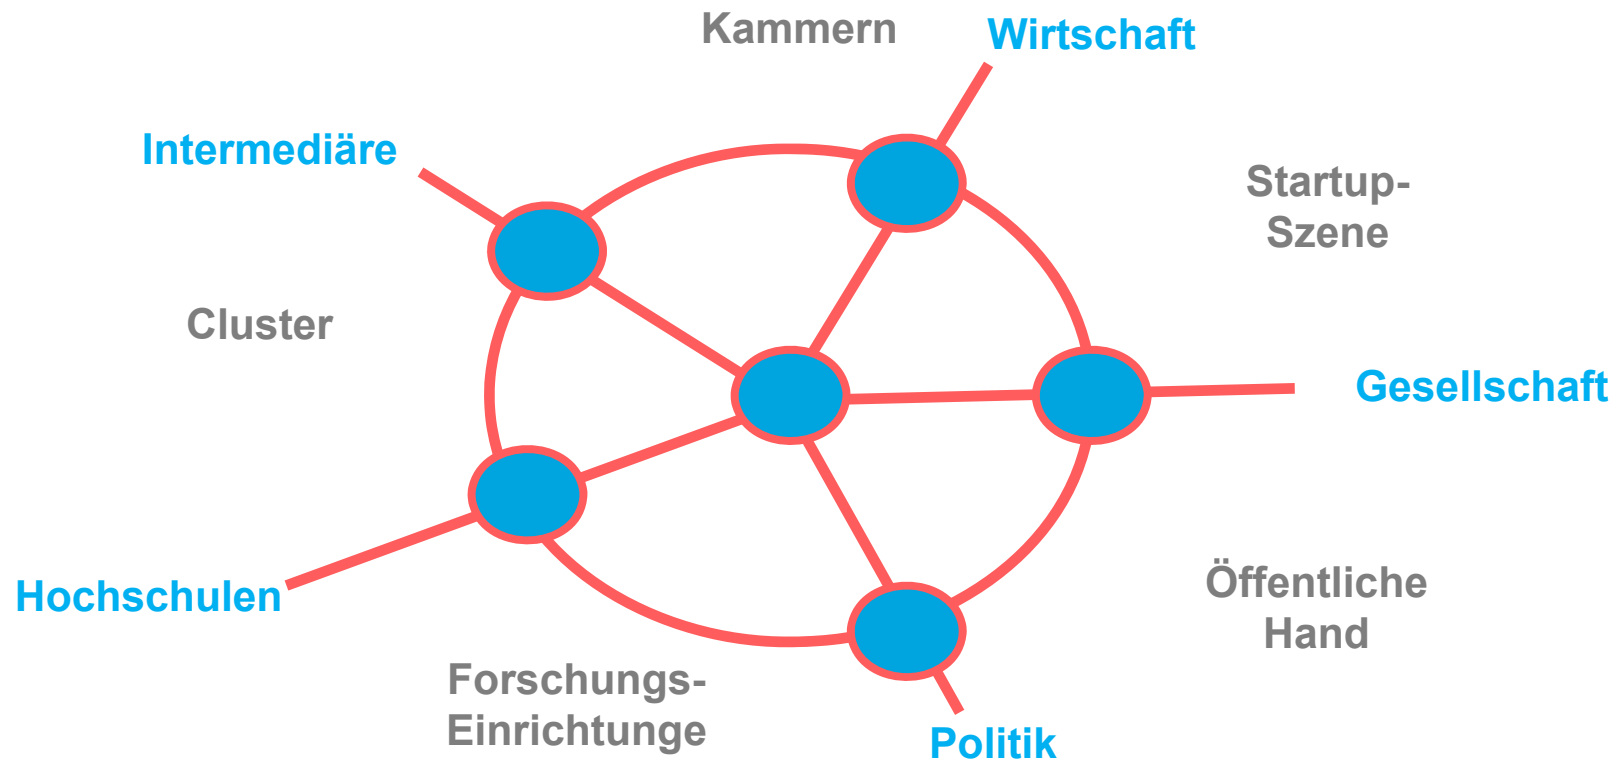 Kammern
Wirtschaft
Intermediäre
Startup-
Szene
Cluster
Gesellschaft
Hochschulen
Öffentliche
Hand
Forschungs-
Einrichtunge
Politik